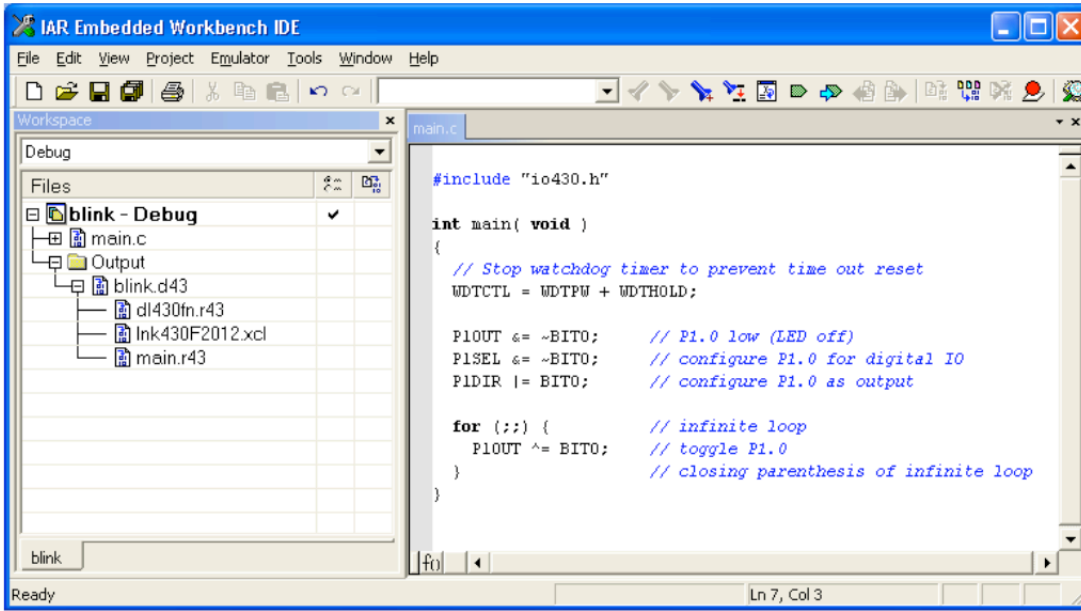 IAR Embedded Workbench IDE
File Edit View Project Emulator Tools Window Help
Workspace
main.c
Debug
Files
blink - Debug
main.c
Output
blink.d43
dl430fn.r43
lnk430F2012.xcl
main.r43
blink
#include "io430.h"
int main( void )
{
// Stop watchdog timer to prevent time out reset
WDTCTL = WDTPW + WDTHOLD;
P1OUT &= ~BIT0; // P1.0 low (LED off)
P1SEL &= ~BIT0; // configure P1.0 for digital IO
P1DIR |= BIT0; // configure P1.0 as output
for (;;) { // infinite loop
P1OUT ^= BIT0; // toggle P1.0
} // closing parenthesis of infinite loop
}
f()
Ready Ln 7, Col 3